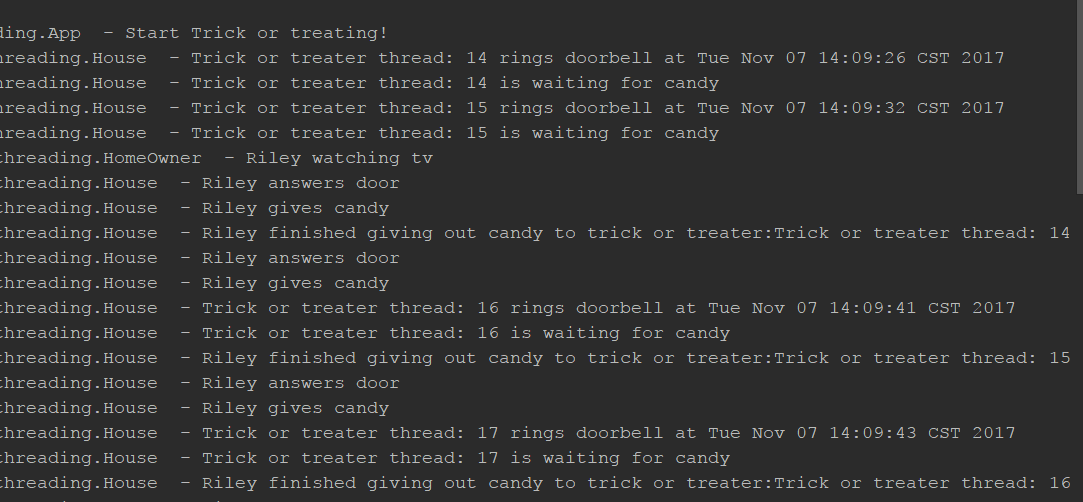 ding.App - Start Trick or treating!
hreading.House - Trick or treater thread: 14 rings doorbell at Tue Nov 07 14:09:26 CST 2017
hreading.House - Trick or treater thread: 14 is waiting for candy
hreading.House - Trick or treater thread: 15 rings doorbell at Tue Nov 07 14:09:32 CST 2017
hreading.House - Trick or treater thread: 15 is waiting for candy
threading.HomeOwner - Riley watching tv
threading.House - Riley answers door
threading.House - Riley gives candy
threading.House - Riley finished giving out candy to trick or treater:Trick or treater thread: 14
threading.House - Riley answers door
threading.House - Riley gives candy
threading.House - Trick or treater thread: 16 rings doorbell at Tue Nov 07 14:09:41 CST 2017
threading.House - Trick or treater thread: 16 is waiting for candy
threading.House - Riley finished giving out candy to trick or treater:Trick or treater thread: 15
threading.House - Riley answers door
threading.House - Riley gives candy
threading.House - Trick or treater thread: 17 rings doorbell at Tue Nov 07 14:09:43 CST 2017
threading.House - Trick or treater thread: 17 is waiting for candy
threading.House - Riley finished giving out candy to trick or treater:Trick or treater thread: 16